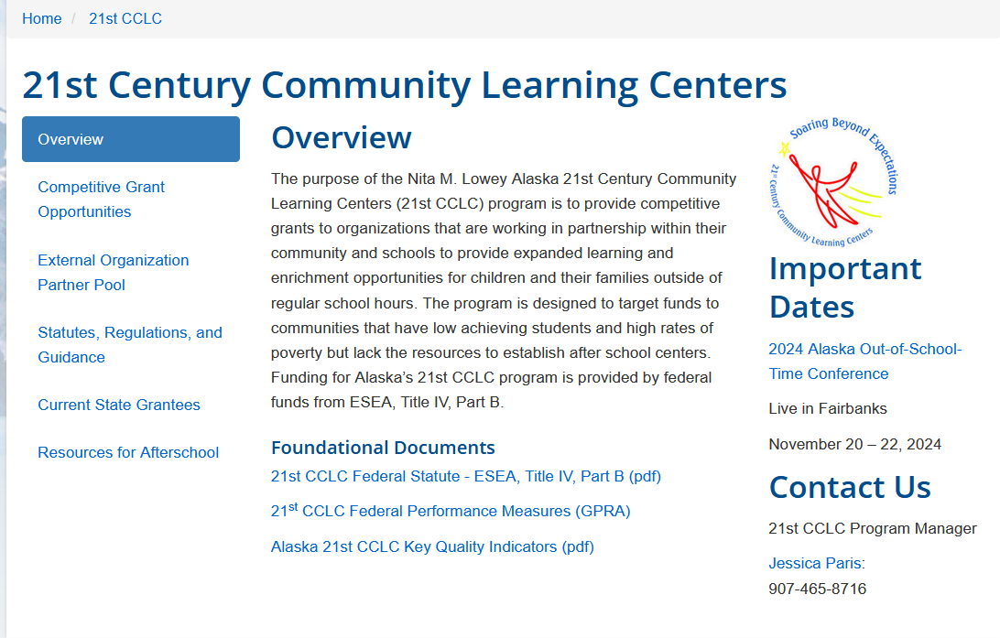 Home / 21st CCLC
21st Century Community Learning Centers
Overview
Competitive Grant
Opportunities
External Organization
Partner Pool
Statutes, Regulations, and
Guidance
Current State Grantees
Resources for Afterschool
Overview
The purpose of the Nita M. Lowey Alaska 21st Century Community
Learning Centers (21st CCLC) program is to provide competitive
grants to organizations that are working in partnership within their
community and schools to provide expanded learning and
enrichment opportunities for children and their families outside of
regular school hours. The program is designed to target funds to
communities that have low achieving students and high rates of
poverty but lack the resources to establish after school centers.
Funding for Alaska’s 21st CCLC program is provided by federal
funds from ESEA, Title IV, Part B.
Foundational Documents
21st CCLC Federal Statute - ESEA, Title IV, Part B (pdf)
21st CCLC Federal Performance Measures (GPRA)
Alaska 21st CCLC Key Quality Indicators (pdf)
Soaring Beyond Expectations
21st Century Community Learning Centers
Important
Dates
2024 Alaska Out-of-School-
Time Conference
Live in Fairbanks
November 20 – 22, 2024
Contact Us
21st CCLC Program Manager
Jessica Paris:
907-465-8716